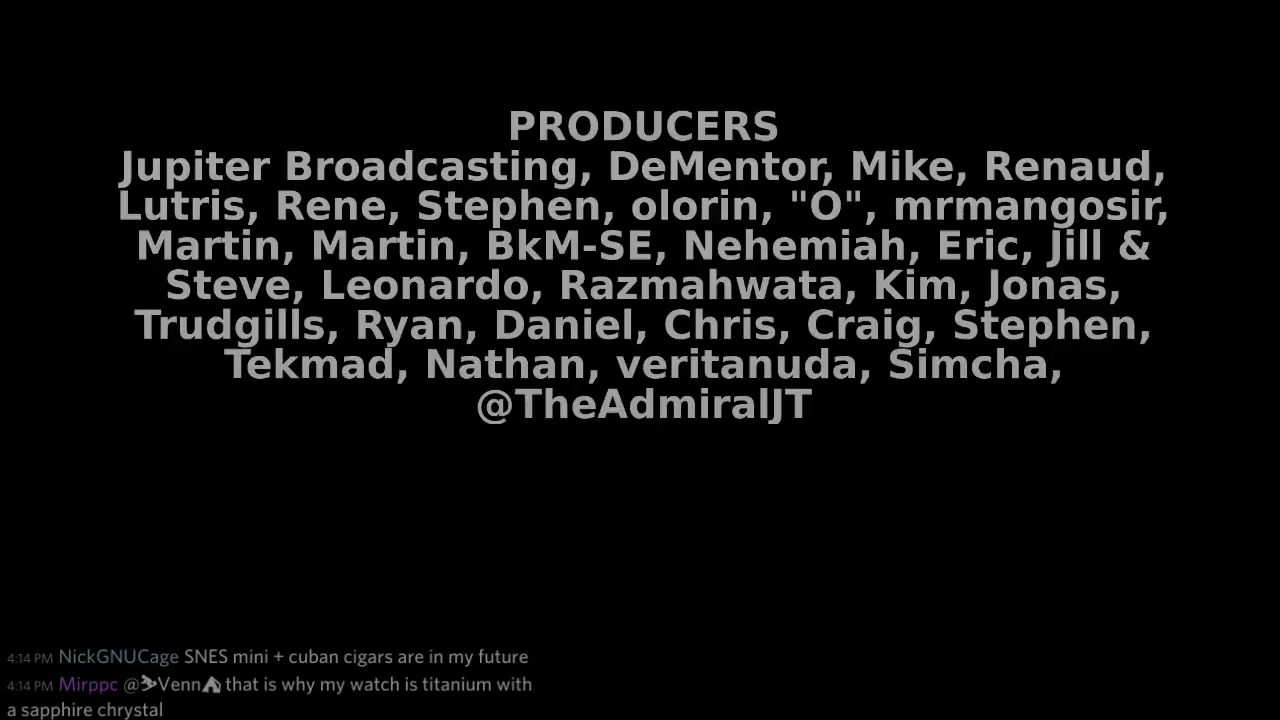 PRODUCERS
Jupiter Broadcasting, DeMentor, Mike, Renaud,
Lutris, Rene, Stephen, olorin, "O", mrmangosir,
Martin, Martin, BkM-SE, Nehemiah, Eric, Jill &
Steve, Leonardo, Razmahwata, Kim, Jonas,
Trudgills, Ryan, Daniel, Chris, Craig, Stephen,
Tekmad, Nathan, veritanuda, Simcha,
@TheAdmiralJT
4:14 PM NickGNUCage SNES mini + cuban cigars are in my future
4:14 PM Mirppc @⛷Venn⛺ that is why my watch is titanium with
a sapphire chrystal